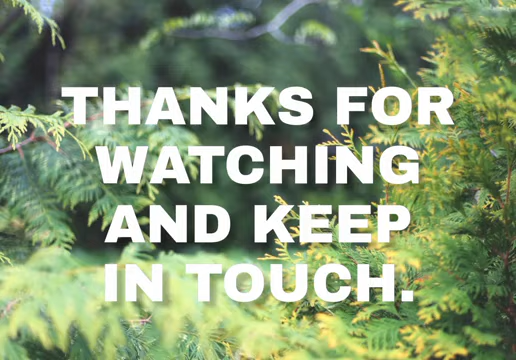 THANKS FOR
WATCHING
AND KEEP
IN TOUCH.